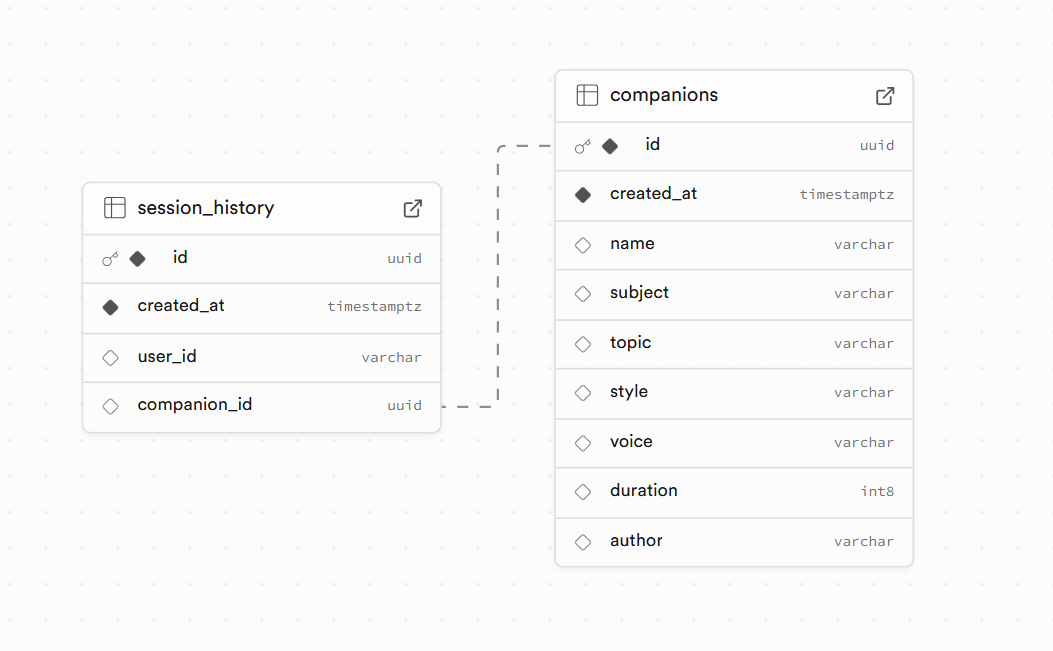 session_history
id uuid
created_at timestamptz
user_id varchar
companion_id uuid
companions
id uuid
created_at timestamptz
name varchar
subject varchar
topic varchar
style varchar
voice varchar
duration int8
author varchar